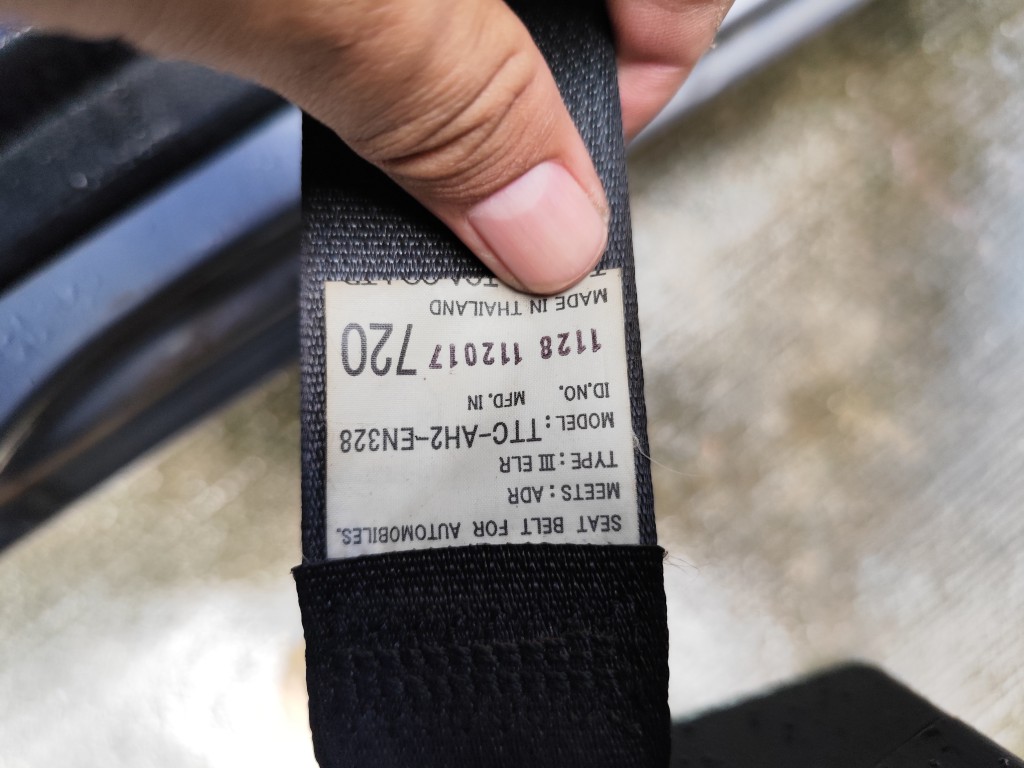 SEAT BELT FOR AUTOMOBILES.
MEETS : ADR
TYPE : III ELR
MODEL : TTC-AH2-EN328
ID.NO. MFD. IN
1128 112017 720
MADE IN THAILAND